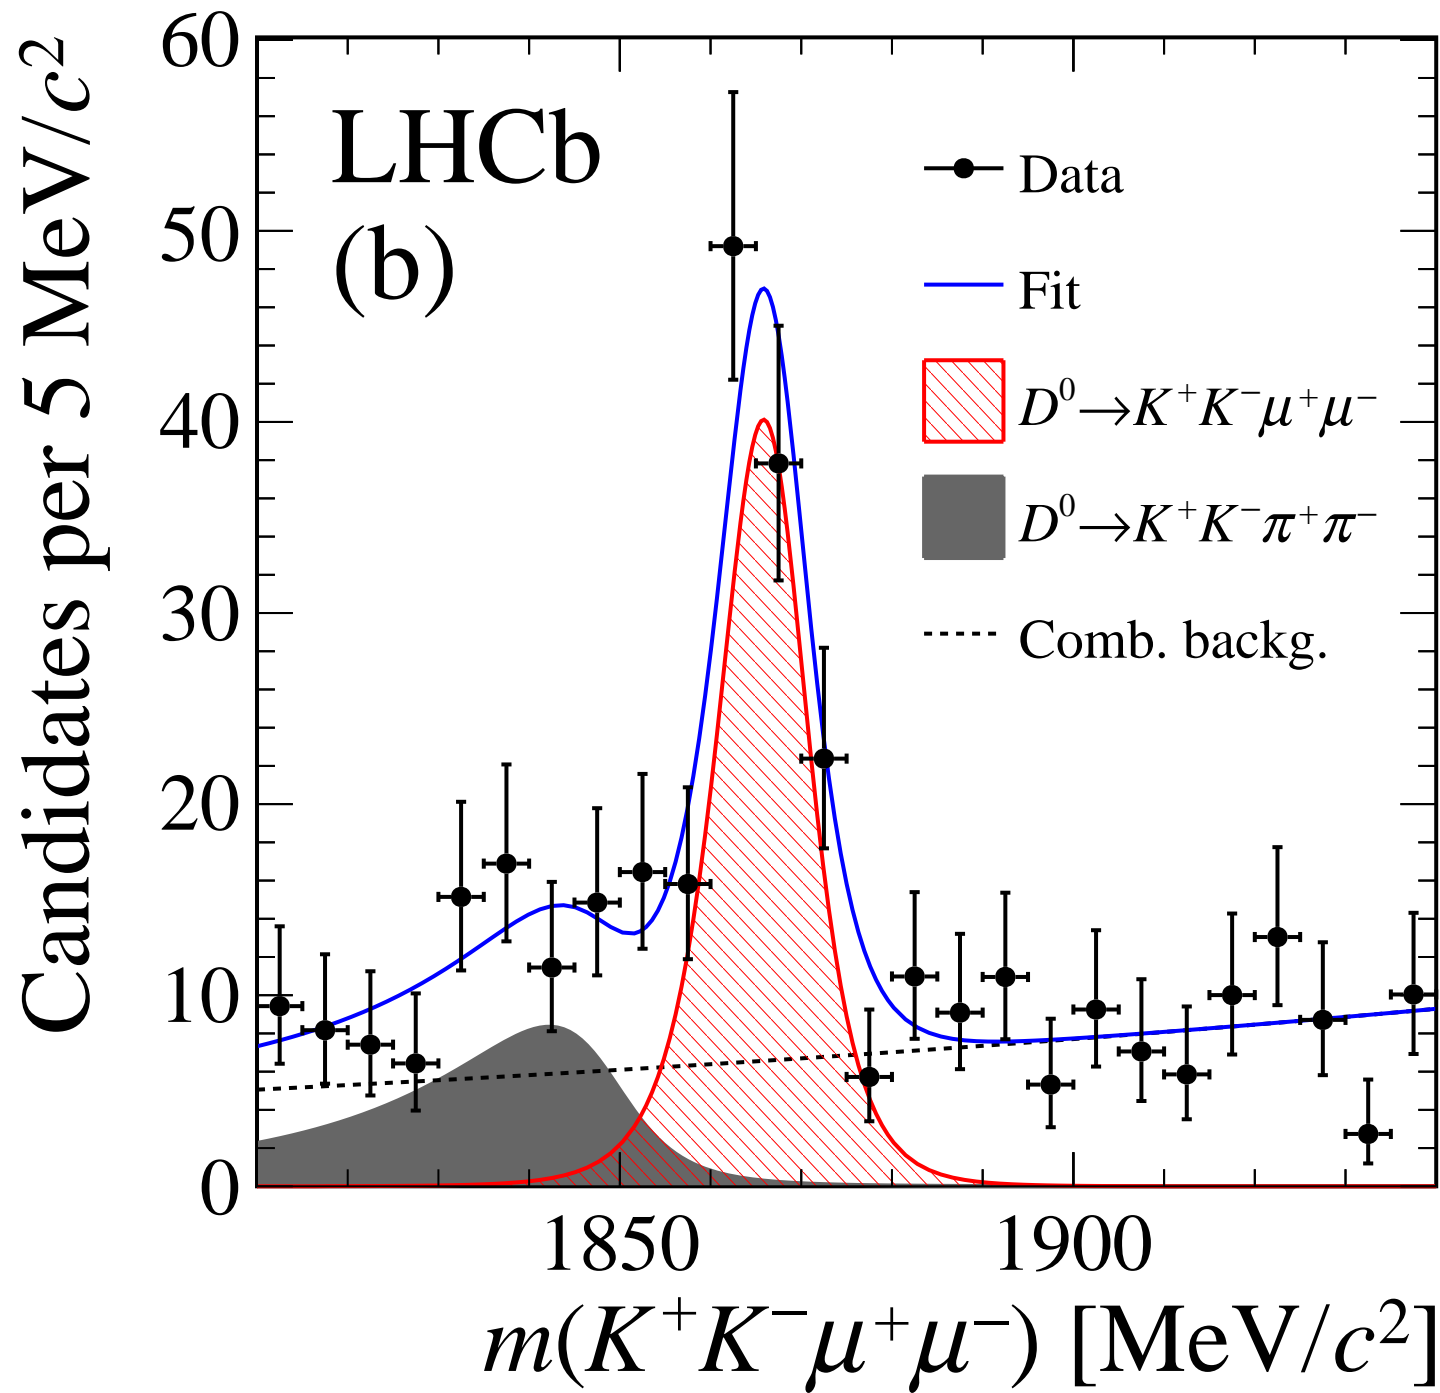 Candidates per 5 MeV/c²
60
50
40
30
20
10
0
LHCb
(b)
Data
Fit
D⁰→K⁺K⁻μ⁺μ⁻
D⁰→K⁺K⁻π⁺π⁻
Comb. backg.
1850 1900
m(K⁺K⁻μ⁺μ⁻) [MeV/c²]